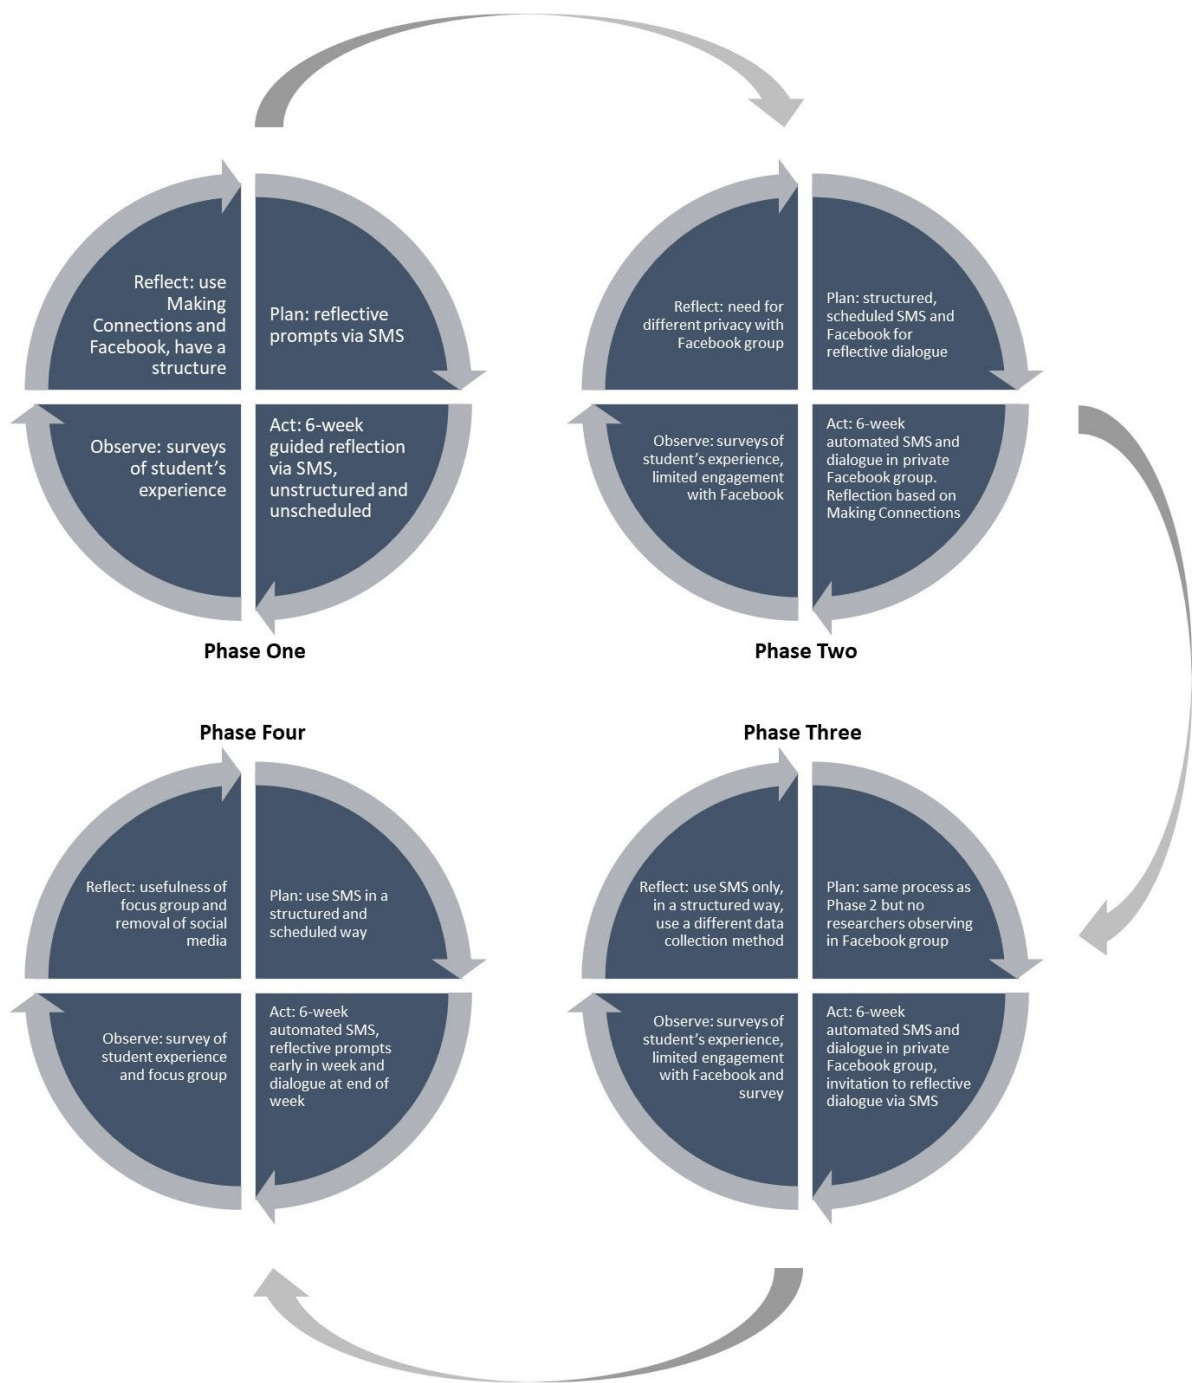 Reflect: use
Making
Connections and
Facebook, have a
structure
Plan: reflective
prompts via SMS
Observe: surveys
of student's
experience
Act: 6-week
guided reflection
via SMS,
unstructured and
unscheduled
Phase One
Reflect: need for
different privacy with
Facebook group
Plan: structured,
scheduled SMS and
Facebook for
reflective dialogue
Observe: surveys of
student's experience,
limited engagement
with Facebook
Act: 6-week
automated SMS and
dialogue in private
Facebook group.
Reflection based on
Making Connections
Phase Two
Phase Four
Reflect: usefulness of
focus group and
removal of social
media
Plan: use SMS in a
structured and
scheduled way
Observe: survey of
student experience
and focus group
Act: 6-week
automated SMS,
reflective prompts
early in week and
dialogue at end of
week
Phase Three
Reflect: use SMS only,
in a structured way,
use a different data
collection method
Plan: same process as
Phase 2 but no
researchers observing
in Facebook group
Observe: surveys of
student's experience,
limited engagement
with Facebook and
survey
Act: 6-week
automated SMS and
dialogue in private
Facebook group,
invitation to reflective
dialogue via SMS